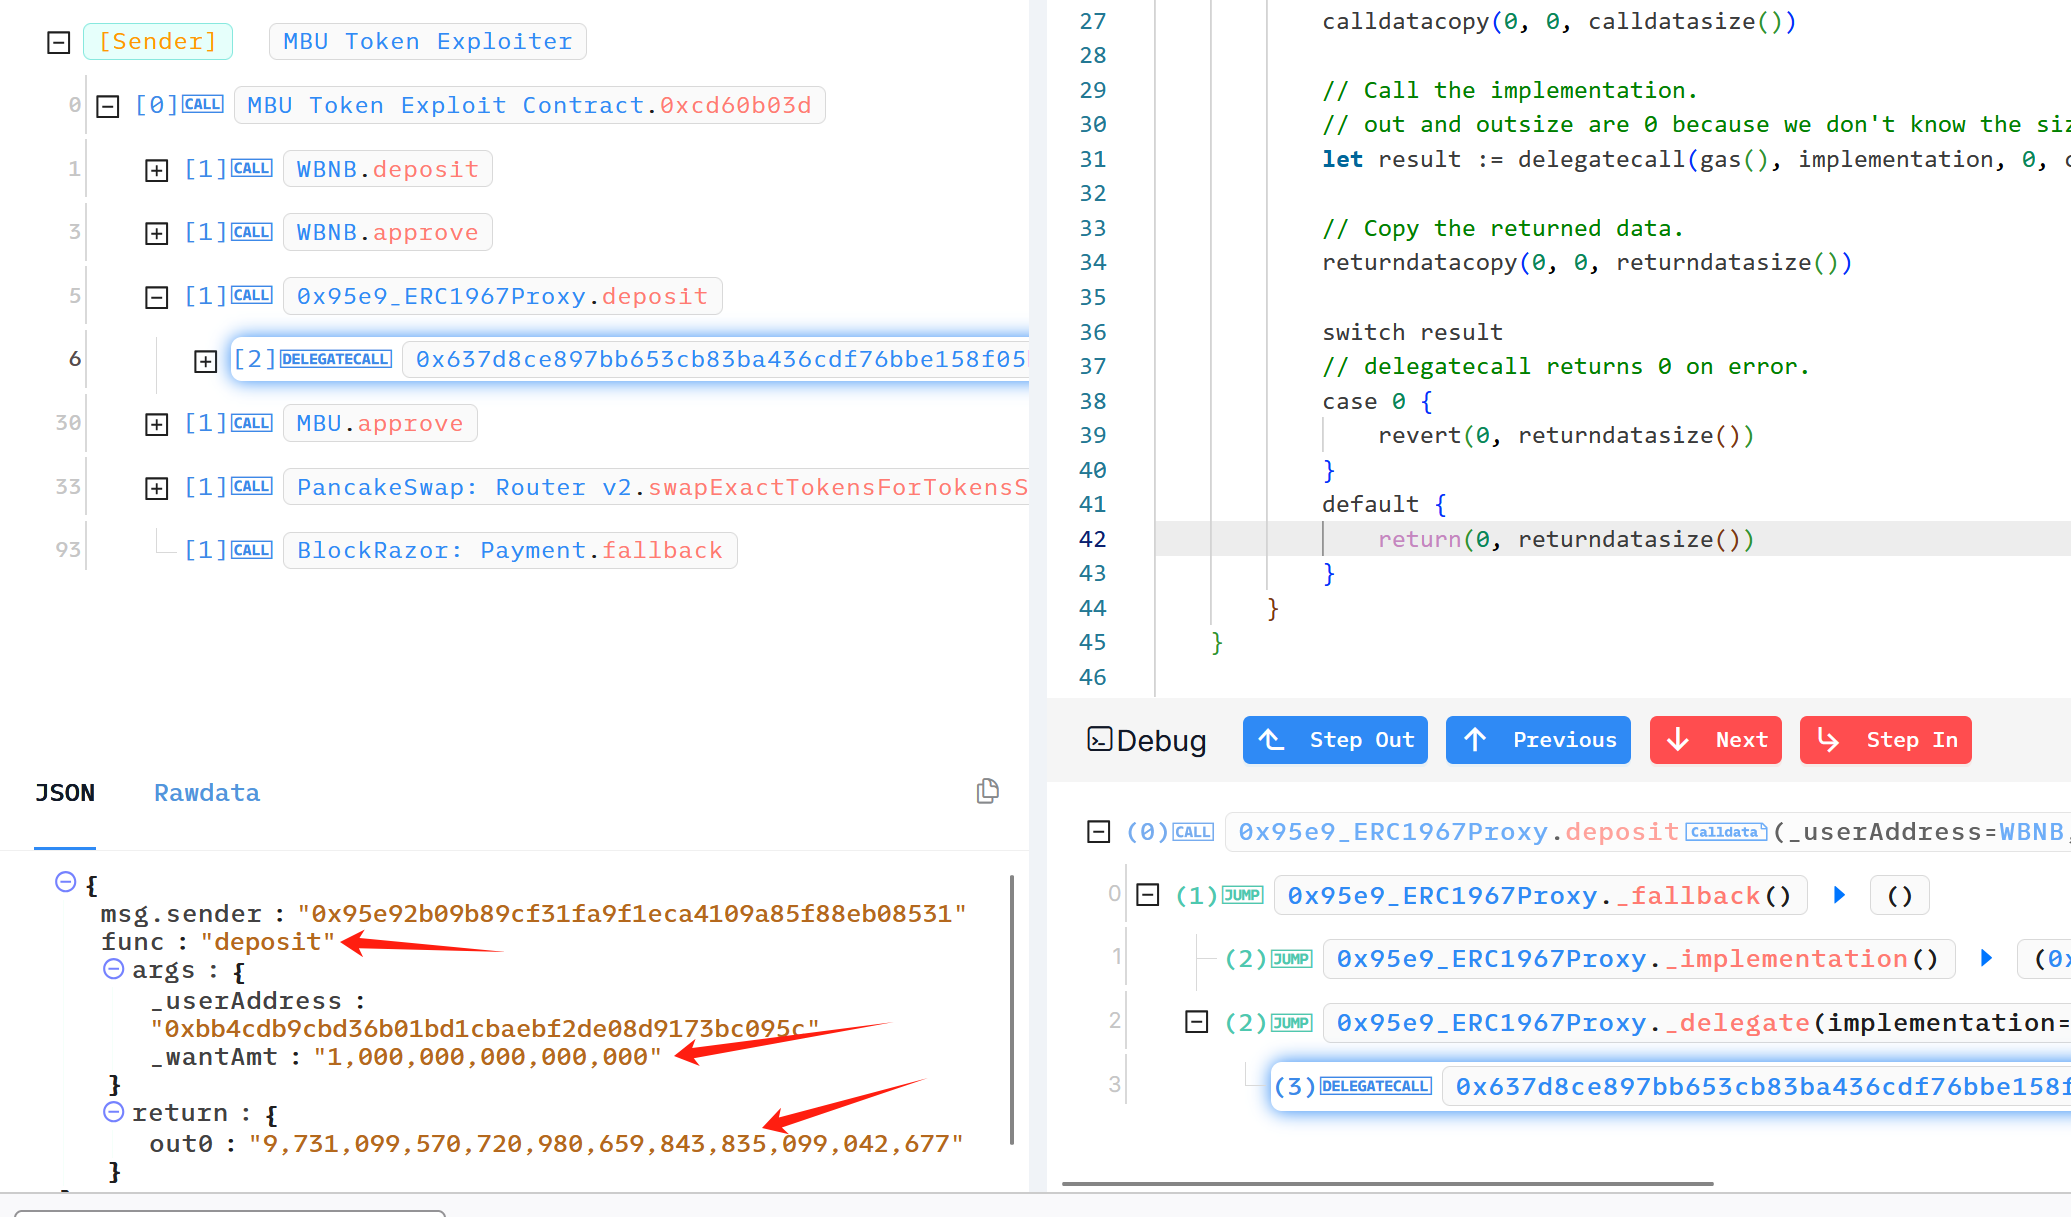 [Sender] MBU Token Exploiter
0 [0] CALL MBU Token Exploit Contract.0xcd60b03d
1 [1] CALL WBNB.deposit
3 [1] CALL WBNB.approve
5 [1] CALL 0x95e9_ERC1967Proxy.deposit
6 [2] DELEGATECALL 0x637d8ce897bb653cb83ba436cdf76bbe158f05
30 [1] CALL MBU.approve
33 [1] CALL PancakeSwap: Router v2.swapExactTokensForTokensS
93 [1] CALL BlockRazor: Payment.fallback
JSON Rawdata
{
msg.sender : "0x95e92b09b89cf31fa9f1eca4109a85f88eb08531"
func : "deposit"
args : {
_userAddress :
"0xbb4cdb9cbd36b01bd1cbaebf2de08d9173bc095c"
_wantAmt : "1,000,000,000,000,000"
}
return : {
out0 : "9,731,099,570,720,980,659,843,835,099,042,677"
}
27 calldatacopy(0, 0, calldatasize())
28
29 // Call the implementation.
30 // out and outsize are 0 because we don't know the siz
31 let result := delegatecall(gas(), implementation, 0, c
32
33 // Copy the returned data.
34 returndatacopy(0, 0, returndatasize())
35
36 switch result
37 // delegatecall returns 0 on error.
38 case 0 {
39 revert(0, returndatasize())
40 }
41 default {
42 return(0, returndatasize())
43 }
44 }
45 }
46
Debug Step Out Previous Next Step In
(0) CALL 0x95e9_ERC1967Proxy.deposit Calldata (_userAddress=WBNB,
0 (1) JUMP 0x95e9_ERC1967Proxy._fallback() ()
1 (2) JUMP 0x95e9_ERC1967Proxy._implementation() (0x
2 (2) JUMP 0x95e9_ERC1967Proxy._delegate(implementation=
3 (3) DELEGATECALL 0x637d8ce897bb653cb83ba436cdf76bbe158f